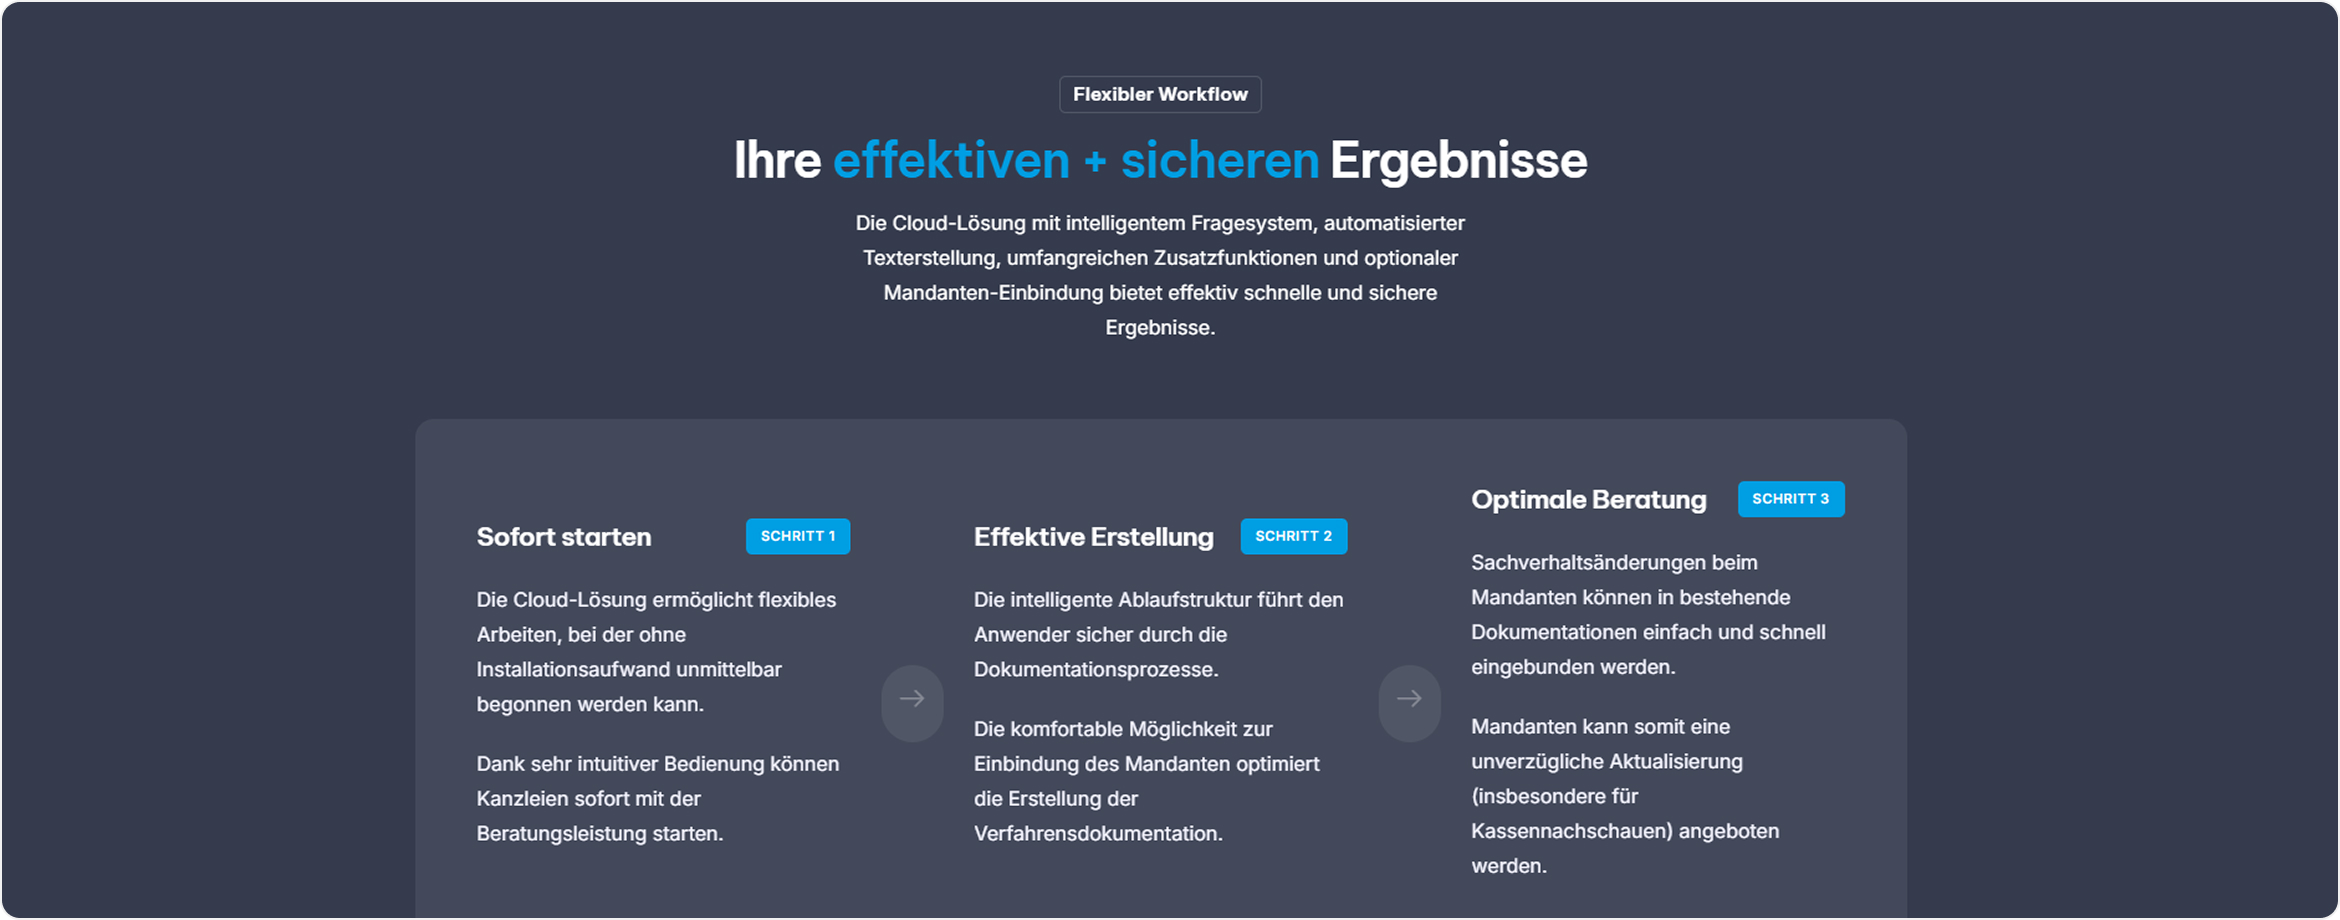 Flexibler Workflow
Ihre effektiven + sicheren Ergebnisse
Die Cloud-Lösung mit intelligentem Fragesystem, automatisierter
Texterstellung, umfangreichen Zusatzfunktionen und optionaler
Mandanten-Einbindung bietet effektiv schnelle und sichere
Ergebnisse.
Sofort starten
SCHRITT 1
Die Cloud-Lösung ermöglicht flexibles
Arbeiten, bei der ohne
Installationsaufwand unmittelbar
begonnen werden kann.
Dank sehr intuitiver Bedienung können
Kanzleien sofort mit der
Beratungsleistung starten.
Effektive Erstellung
SCHRITT 2
Die intelligente Ablaufstruktur führt den
Anwender sicher durch die
Dokumentationsprozesse.
Die komfortable Möglichkeit zur
Einbindung des Mandanten optimiert
die Erstellung der
Verfahrensdokumentation.
Optimale Beratung
SCHRITT 3
Sachverhaltsänderungen beim
Mandanten können in bestehende
Dokumentationen einfach und schnell
eingebunden werden.
Mandanten kann somit eine
unverzügliche Aktualisierung
(insbesondere für
Kassennachschauen) angeboten
werden.